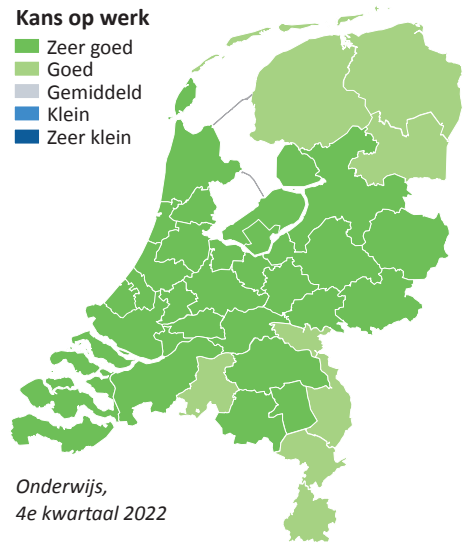 Kans op werk
Zeer goed
Goed
Gemiddeld
Klein
Zeer klein
Onderwijs,
4e kwartaal 2022